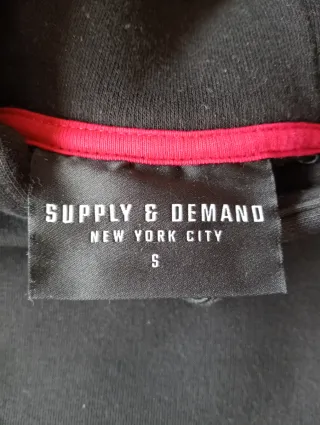 SUPPLY & DEMAND
NEW YORK CITY
S